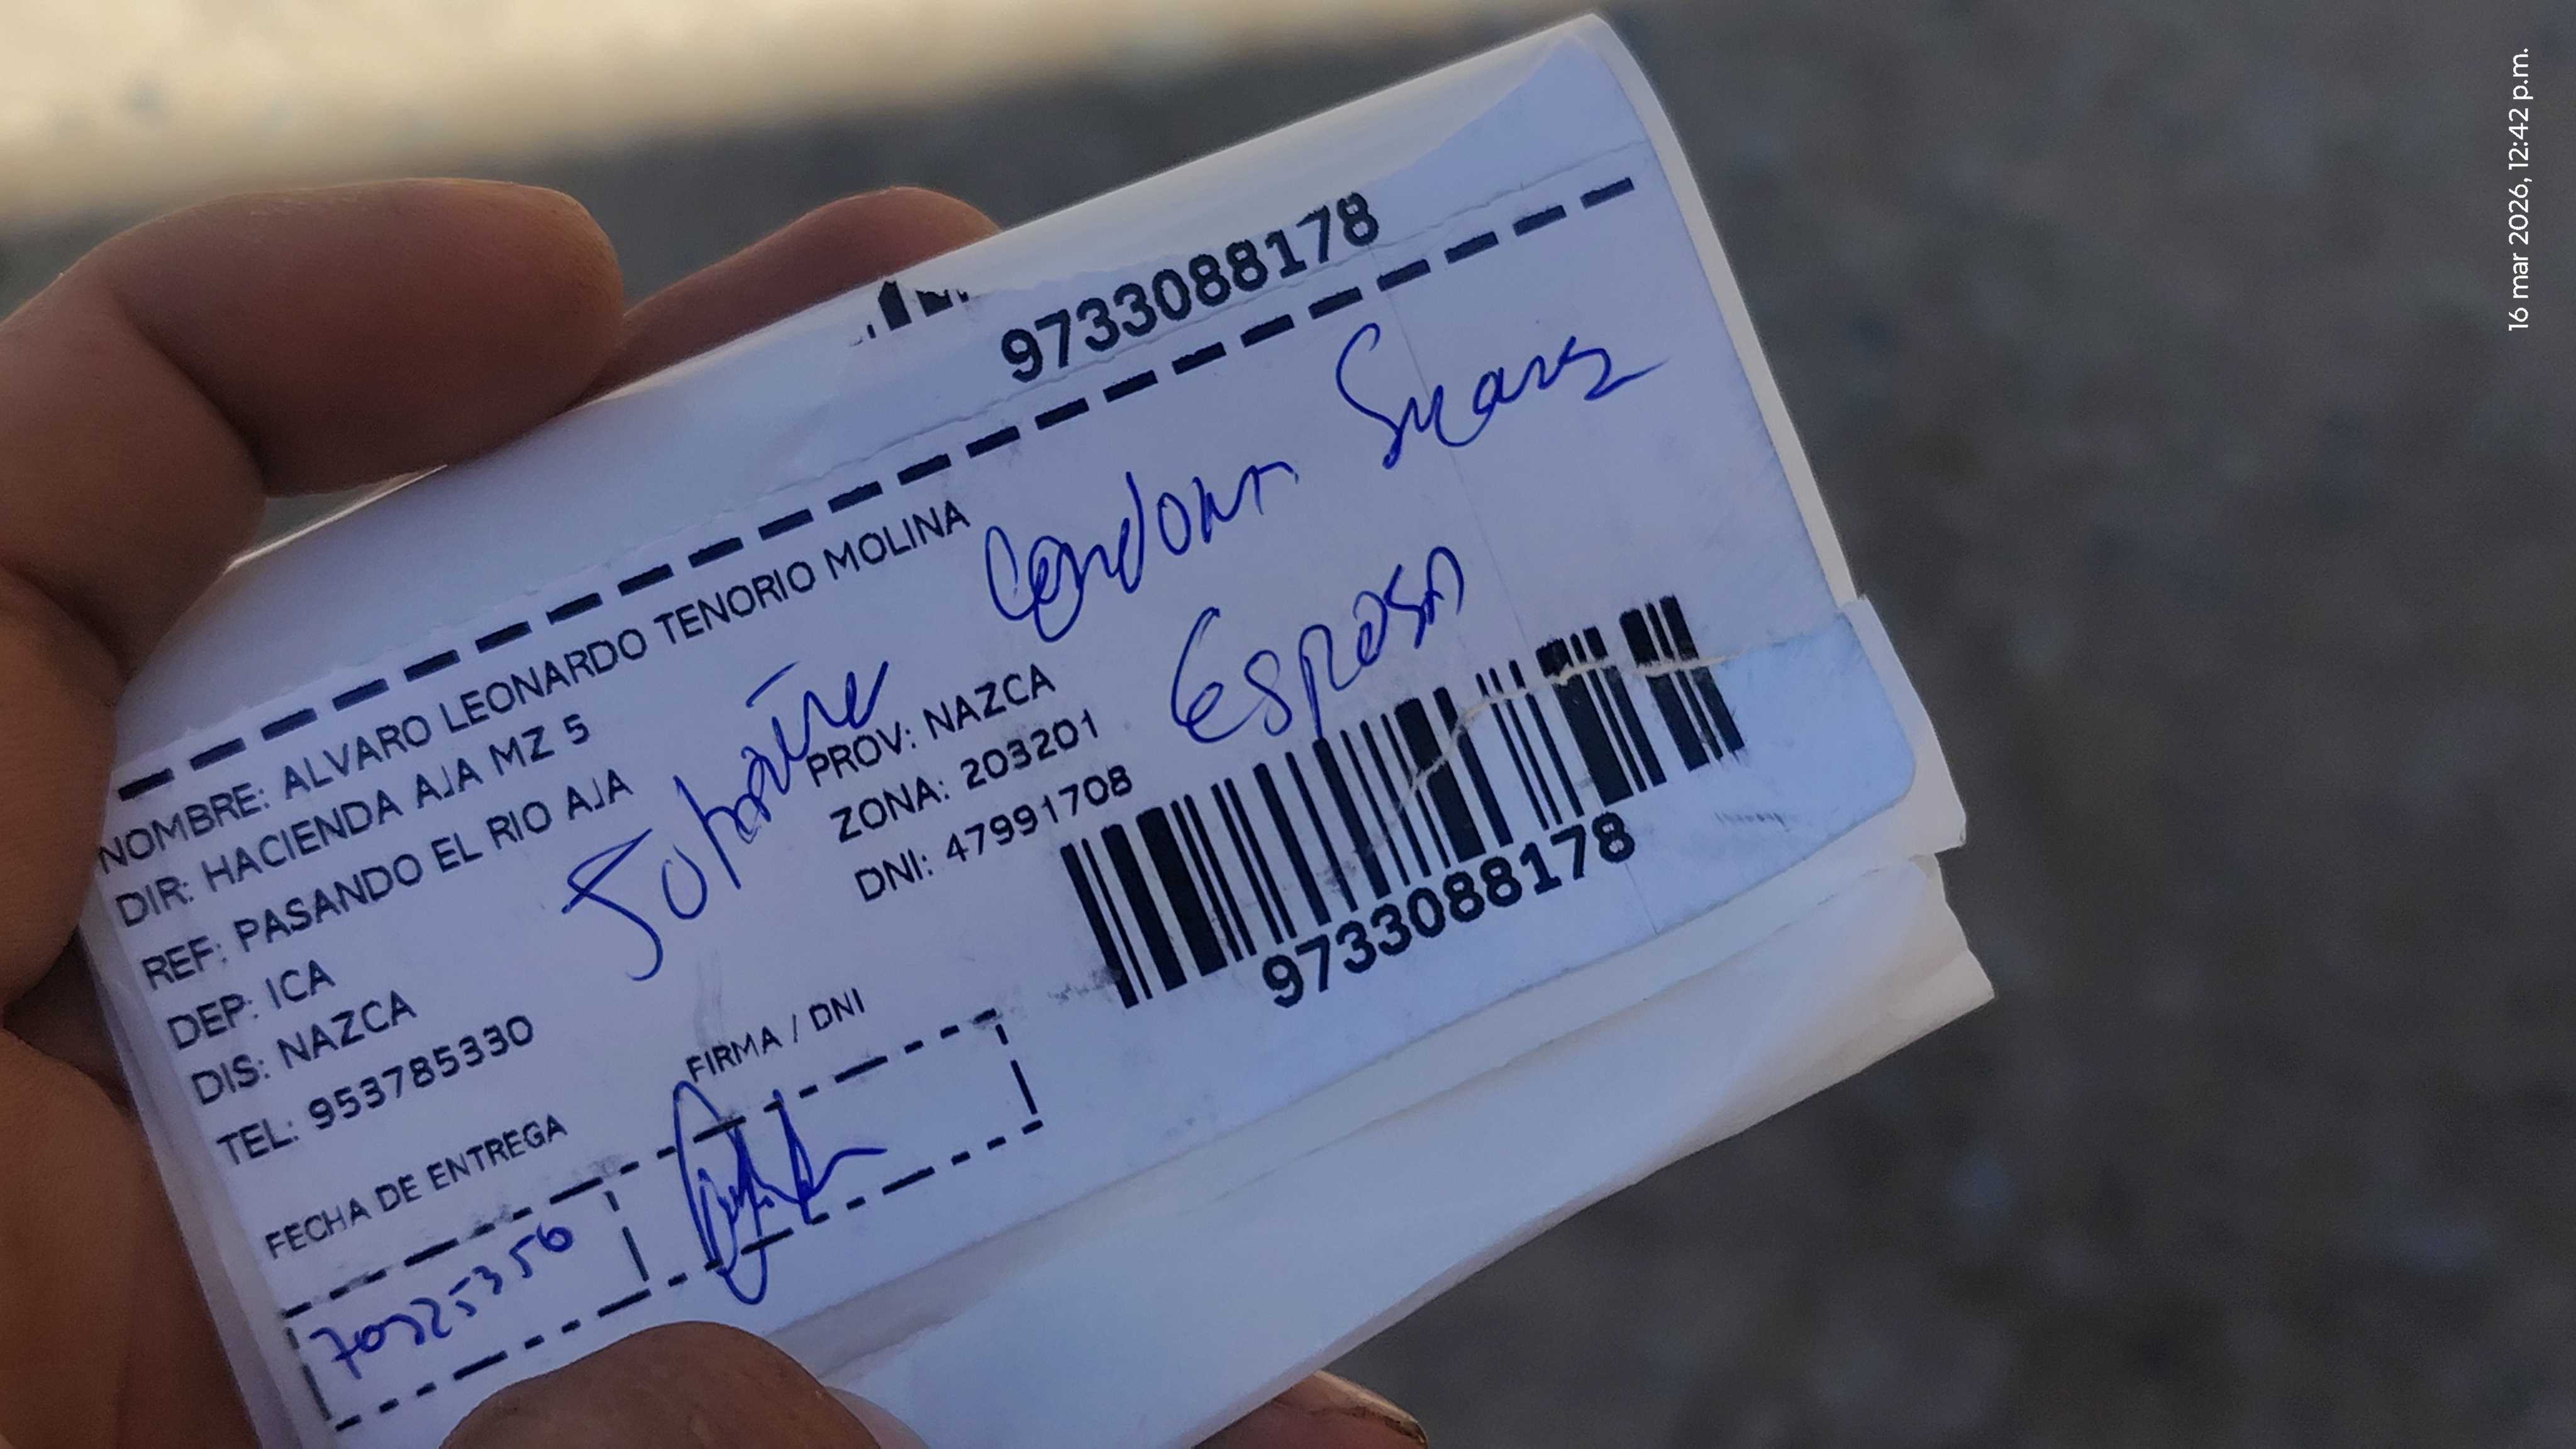 9733088178
NOMBRE: ALVARO LEONARDO TENORIO MOLINA
DIR: HACIENDA AJA MZ 5
REF: PASANDO EL RIO AJA
DEP: ICA
PROV: NAZCA
DIS: NAZCA
ZONA: 203201
TEL: 953785330
DNI: 47991708
Suarez
Esposa
9733088178
FECHA DE ENTREGA
FIRMA / DNI
16 mar 2026, 12:42 p.m.